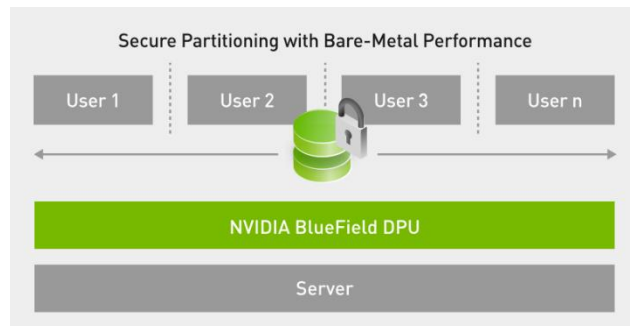 Secure Partitioning with Bare-Metal Performance
User 1
User 2
User 3
User n
NVIDIA BlueField DPU
Server